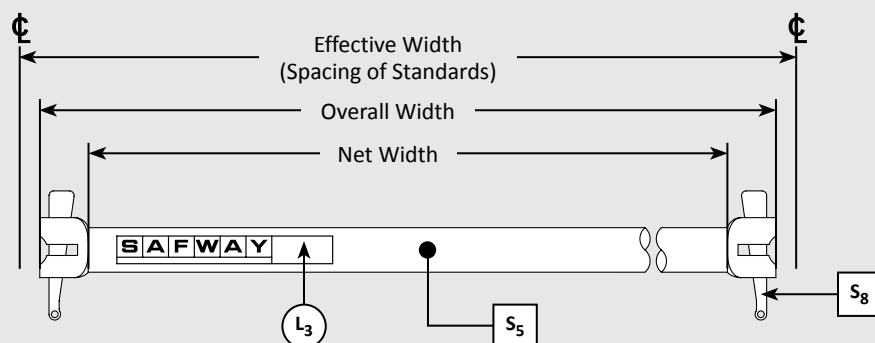 ℄ ℄
Effective Width
(Spacing of Standards)
Overall Width
Net Width
SAFWAY
S₈
L₃
S₅